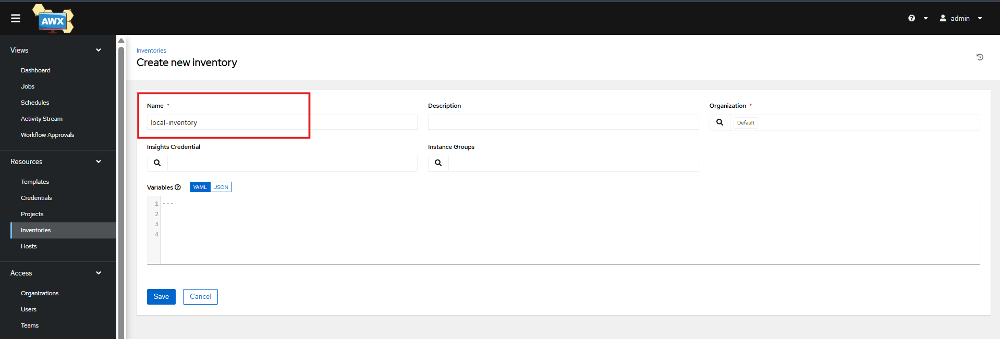 AWX
admin
Views
Dashboard
Jobs
Schedules
Activity Stream
Workflow Approvals
Resources
Templates
Credentials
Projects
Inventories
Hosts
Access
Organizations
Users
Teams
Inventories
Create new inventory
Name *
local-inventory
Description
Organization *
Default
Insights Credential
Instance Groups
Variables YAML JSON
1 ---
2
3
4
Save Cancel